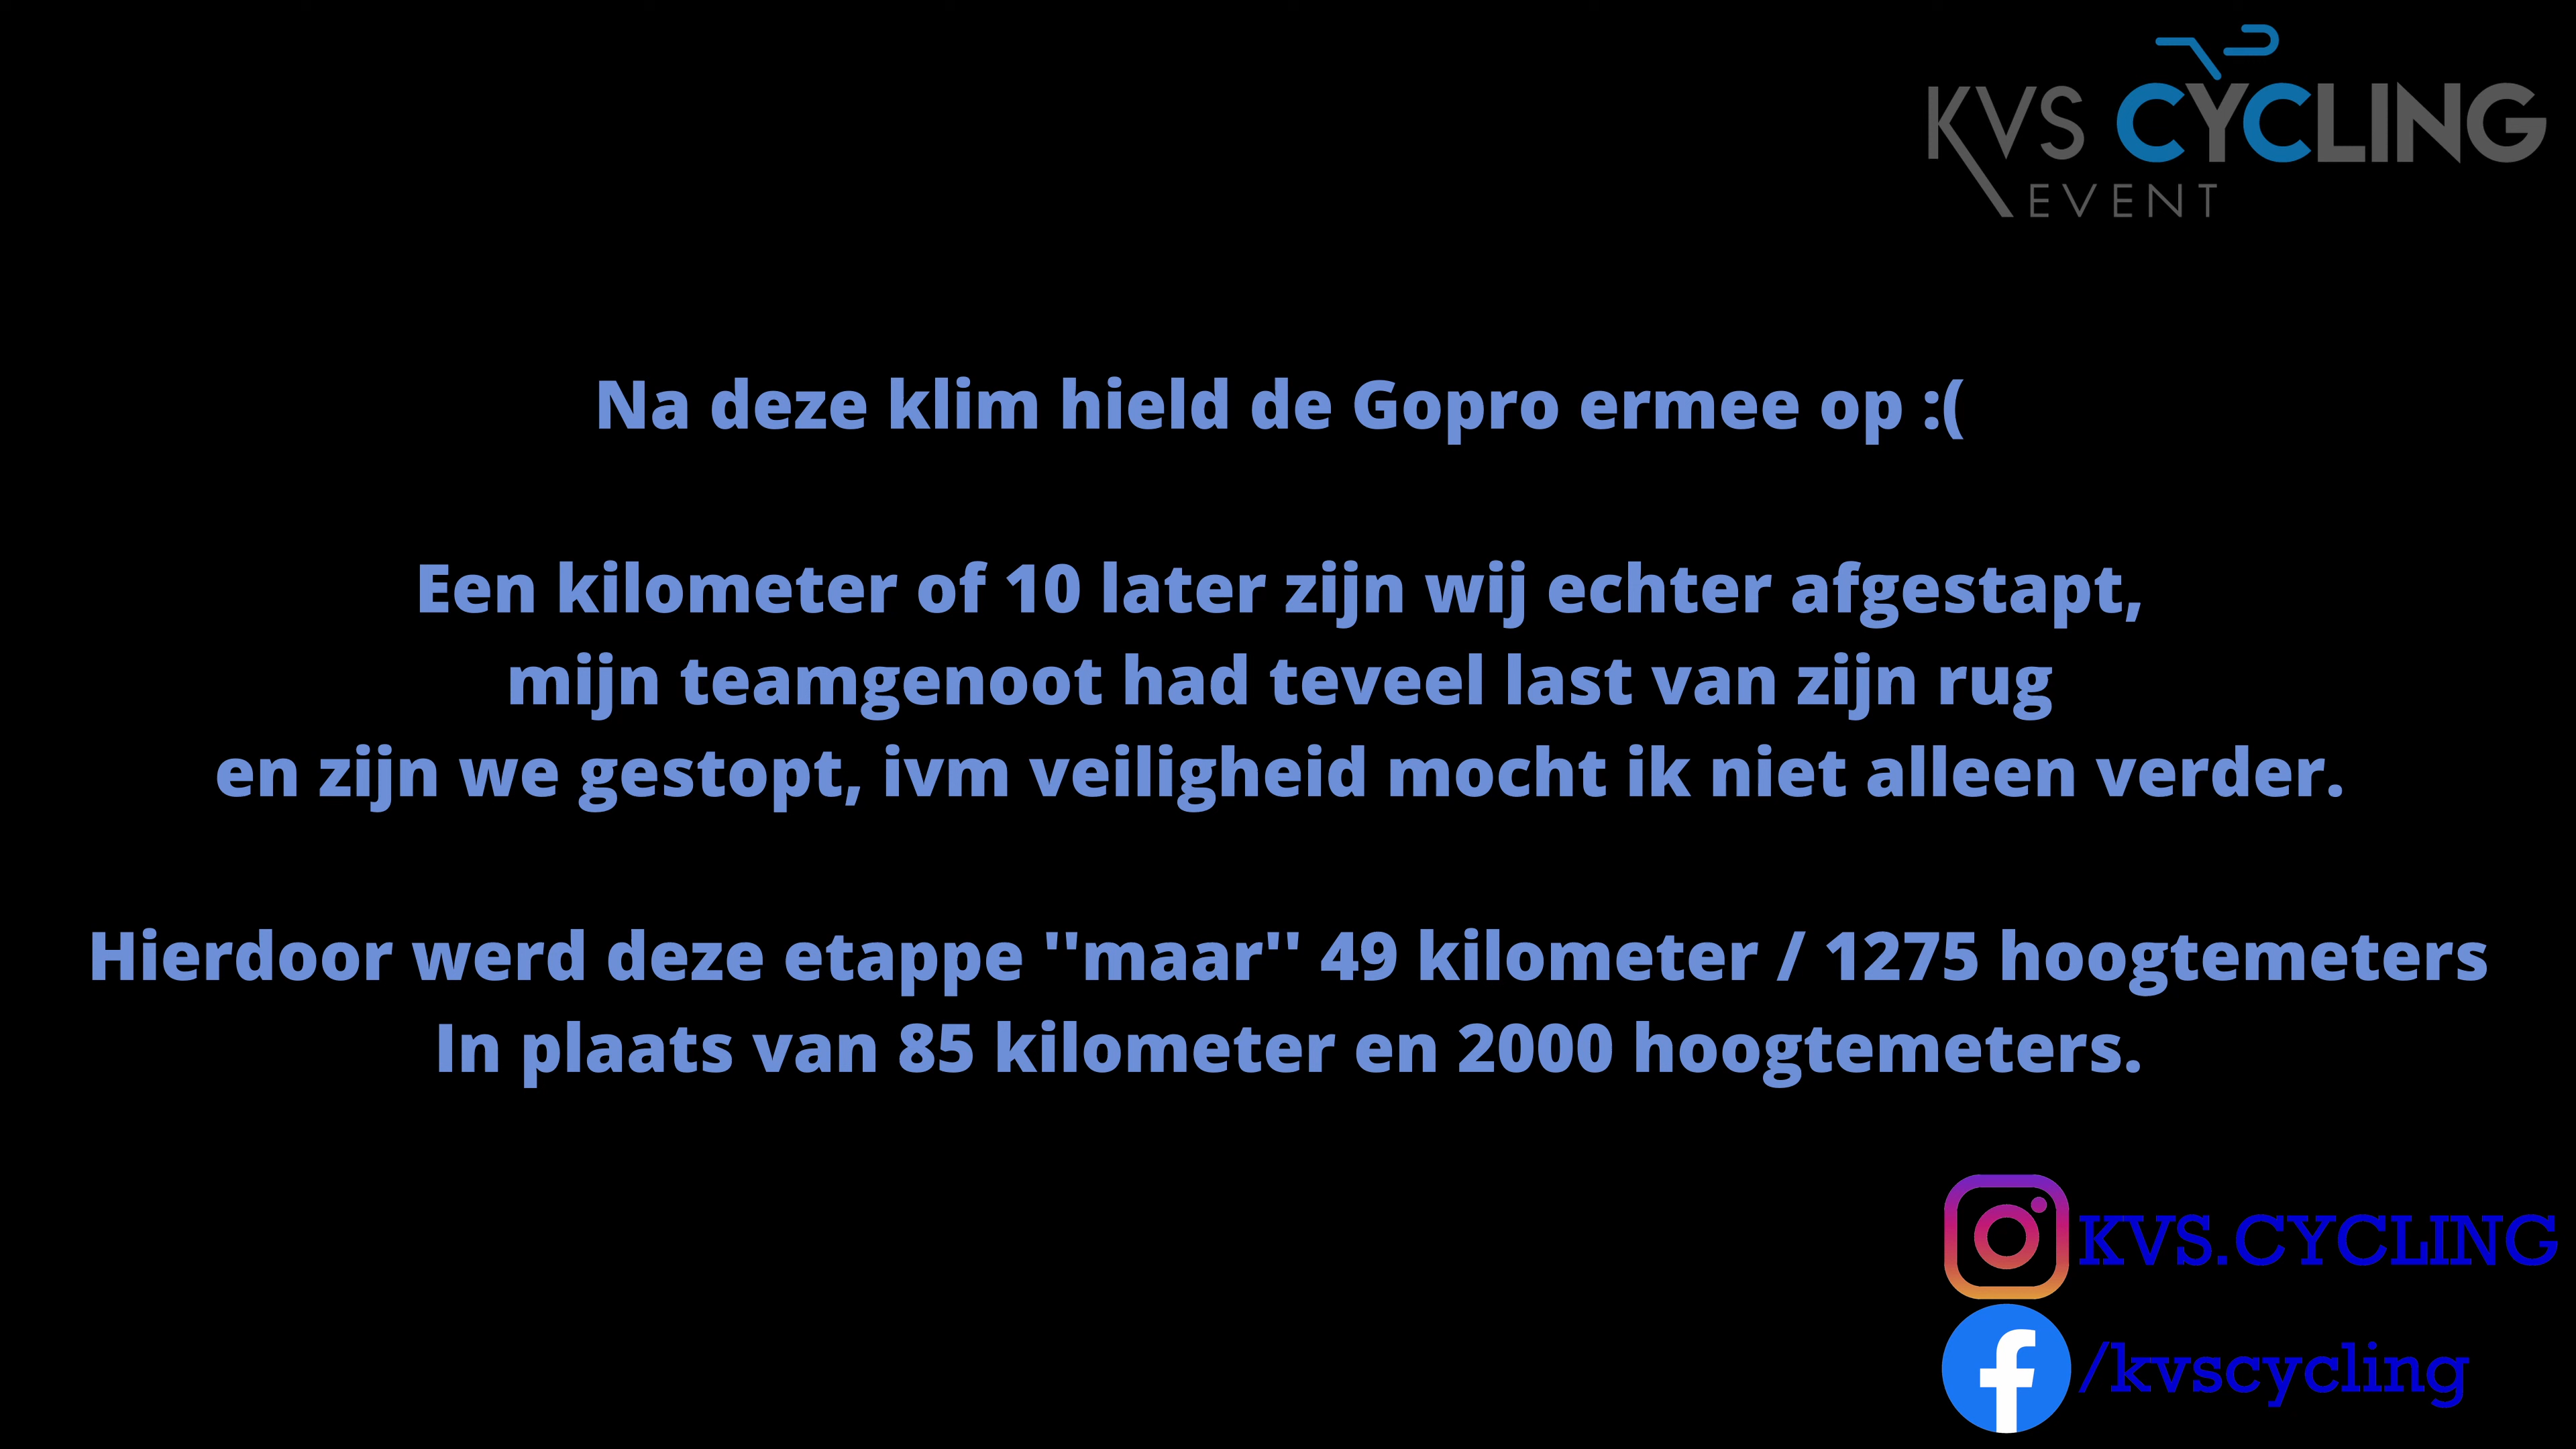 KVS CYCLING
EVENT
Na deze klim hield de Gopro ermee op :(
Een kilometer of 10 later zijn wij echter afgestapt,
mijn teamgenoot had teveel last van zijn rug
en zijn we gestopt, ivm veiligheid mocht ik niet alleen verder.
Hierdoor werd deze etappe ''maar'' 49 kilometer / 1275 hoogtemeters
In plaats van 85 kilometer en 2000 hoogtemeters.
KVS.CYCLING
/kvscycling